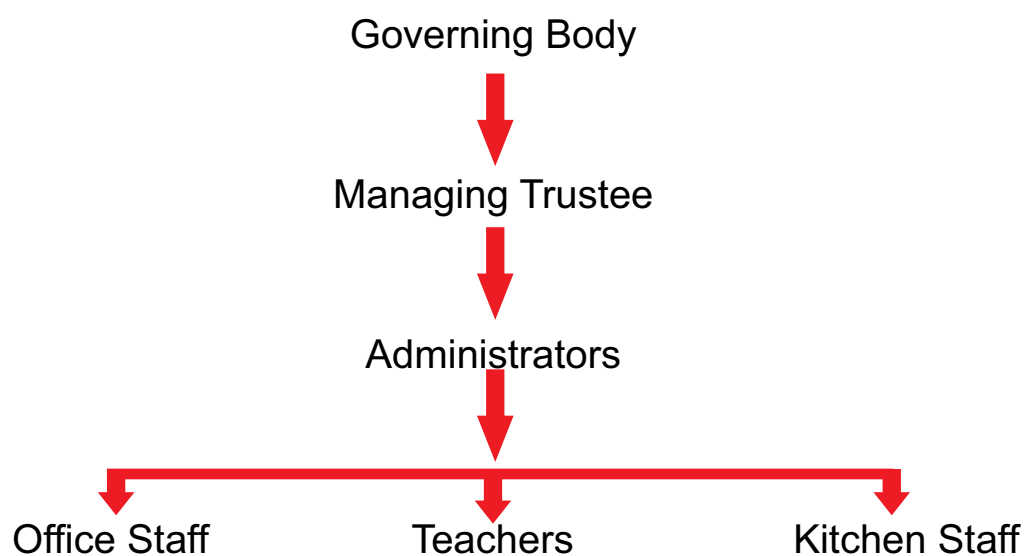 Governing Body
Managing Trustee
Administrators
Office Staff
Teachers
Kitchen Staff